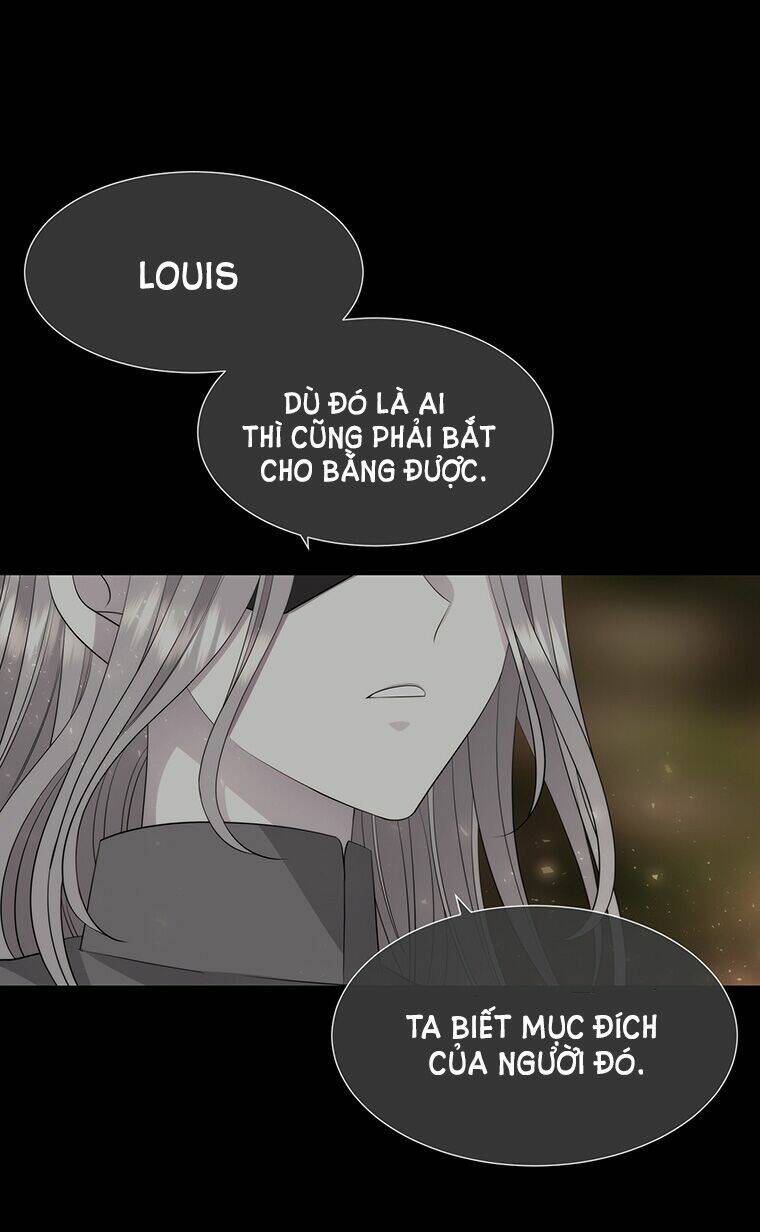 LOUIS
DÙ ĐÓ LÀ AI
THÌ CŨNG PHẢI BẮT
CHO BẰNG ĐƯỢC.
TA BIẾT MỤC ĐÍCH
CỦA NGƯỜI ĐÓ.